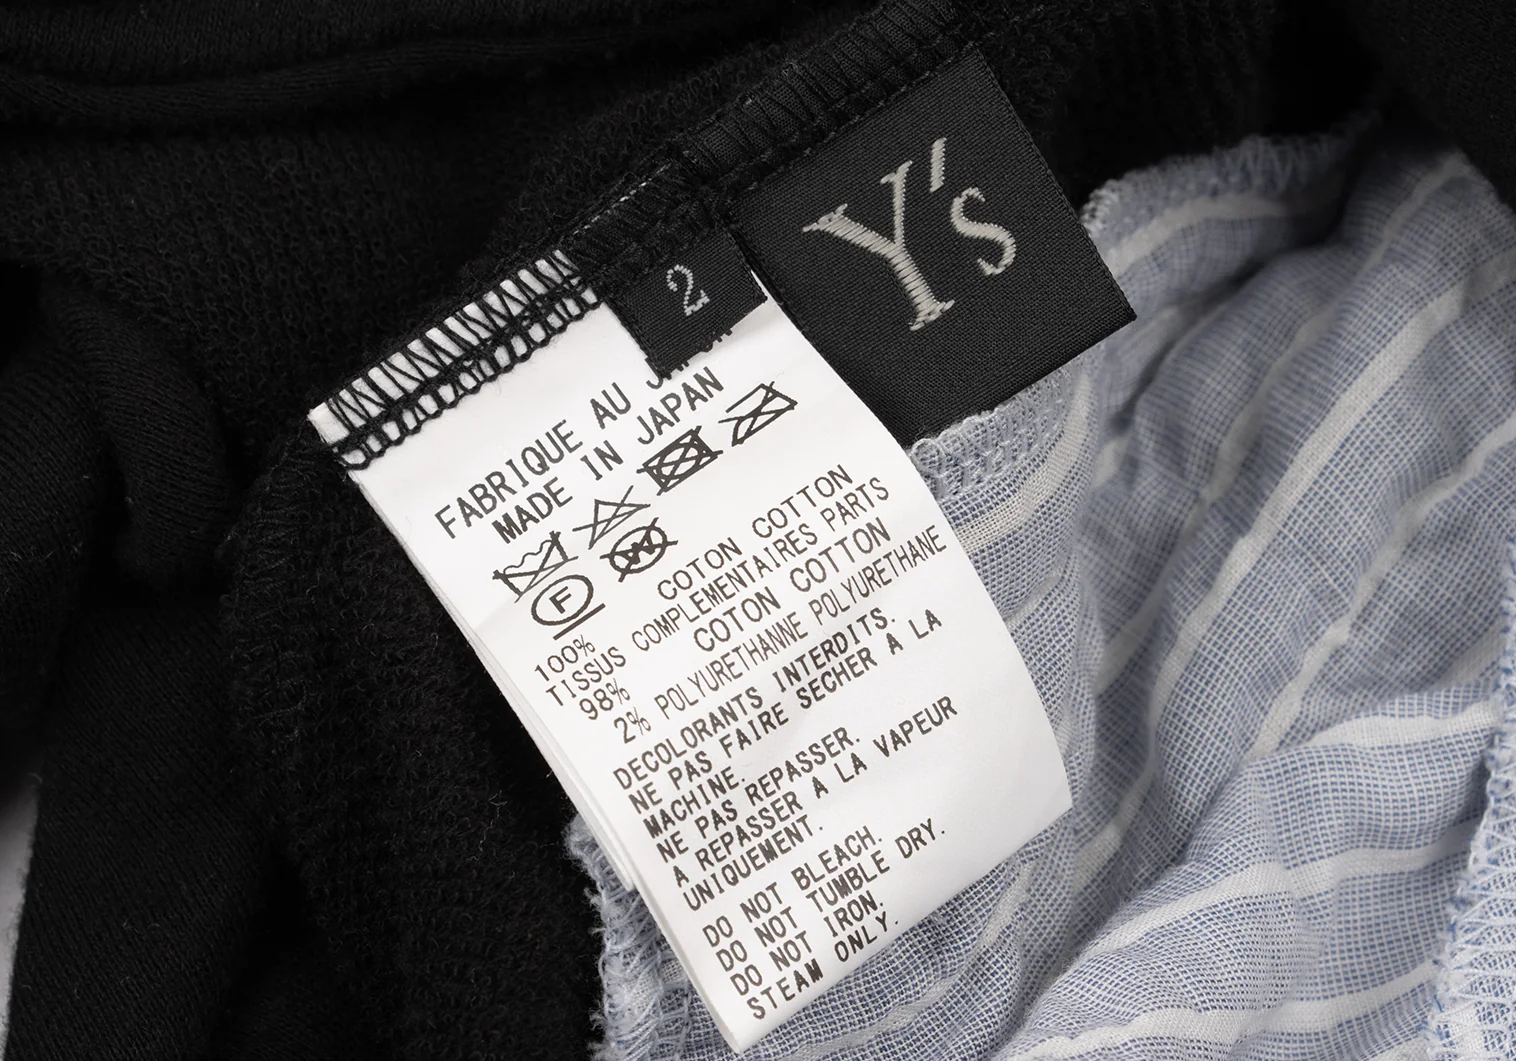 Y's
2
FABRIQUE AU JAPON
MADE IN JAPAN
F
W
100% COTON COTTON
TISSUS COMPLEMENTAIRES PARTS
98% COTON COTTON
2% POLYURETHANNE POLYURETHANE
DECOLORANTS INTERDITS.
NE PAS FAIRE SECHER A LA
MACHINE.
NE PAS REPASSER.
A REPASSER A LA VAPEUR
UNIQUEMENT.
DO NOT BLEACH.
DO NOT TUMBLE DRY.
DO NOT IRON.
STEAM ONLY.